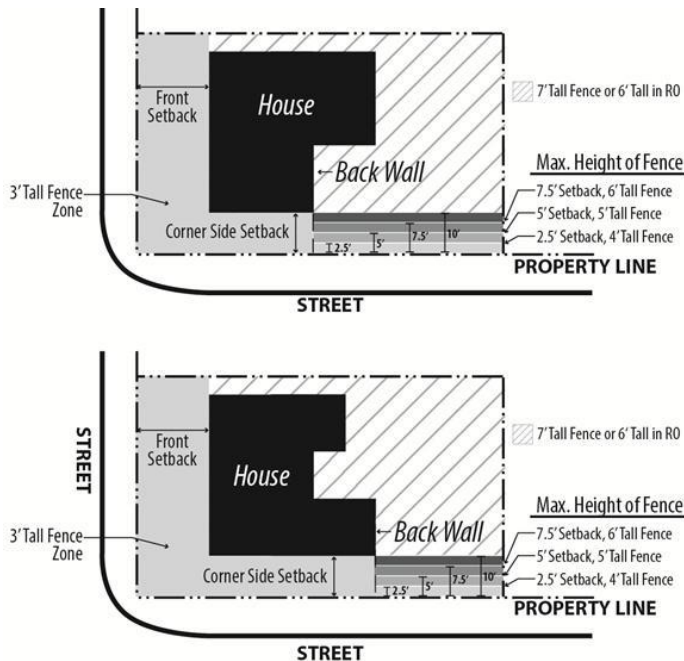 Front
Setback
House
7' Tall Fence or 6' Tall in RO
Back Wall
Max. Height of Fence
3' Tall Fence
Zone
7.5' Setback, 6' Tall Fence
5' Setback, 5' Tall Fence
2.5' Setback, 4' Tall Fence
Corner Side Setback
2.5'
5'
7.5'
10'
PROPERTY LINE
STREET
STREET
Front
Setback
House
7' Tall Fence or 6' Tall in RO
Back Wall
Max. Height of Fence
3' Tall Fence
Zone
7.5' Setback, 6' Tall Fence
5' Setback, 5' Tall Fence
2.5' Setback, 4' Tall Fence
Corner Side Setback
2.5'
5'
7.5'
10'
PROPERTY LINE
STREET